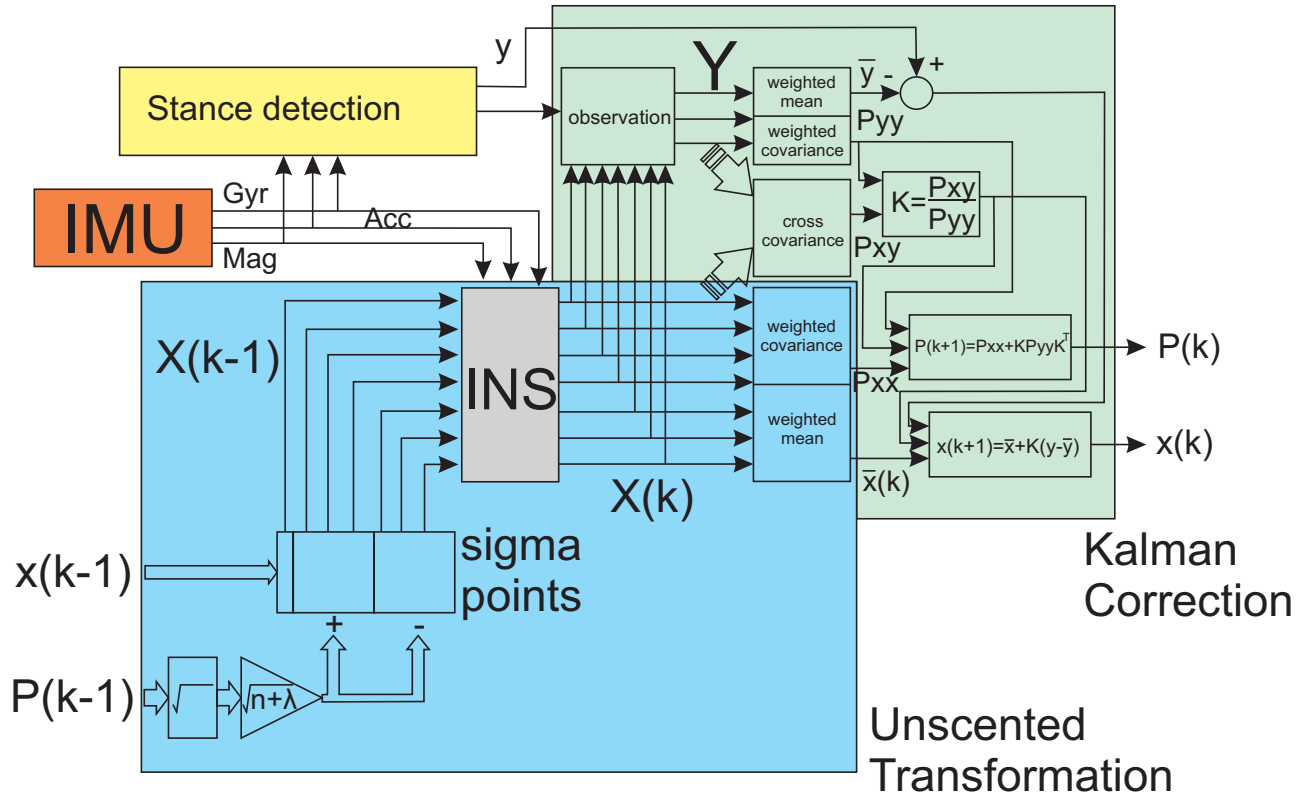 y
Y
y̅
-
+
weighted
mean
Stance detection
observation
Pyy
weighted
covariance
Gyr
IMU
Acc
Mag
K=Pxy/Pyy
cross
covariance
Pxy
X(k-1)
INS
weighted
covariance
P(k+1)=Pxx+KPyyK^T
P(k)
Pxx
weighted
mean
x(k+1)=x̅+K(y-y̅)
x(k)
x̅(k)
X(k)
sigma
points
x(k-1)
Kalman
Correction
+
-
P(k-1)
√
√n+λ
Unscented
Transformation